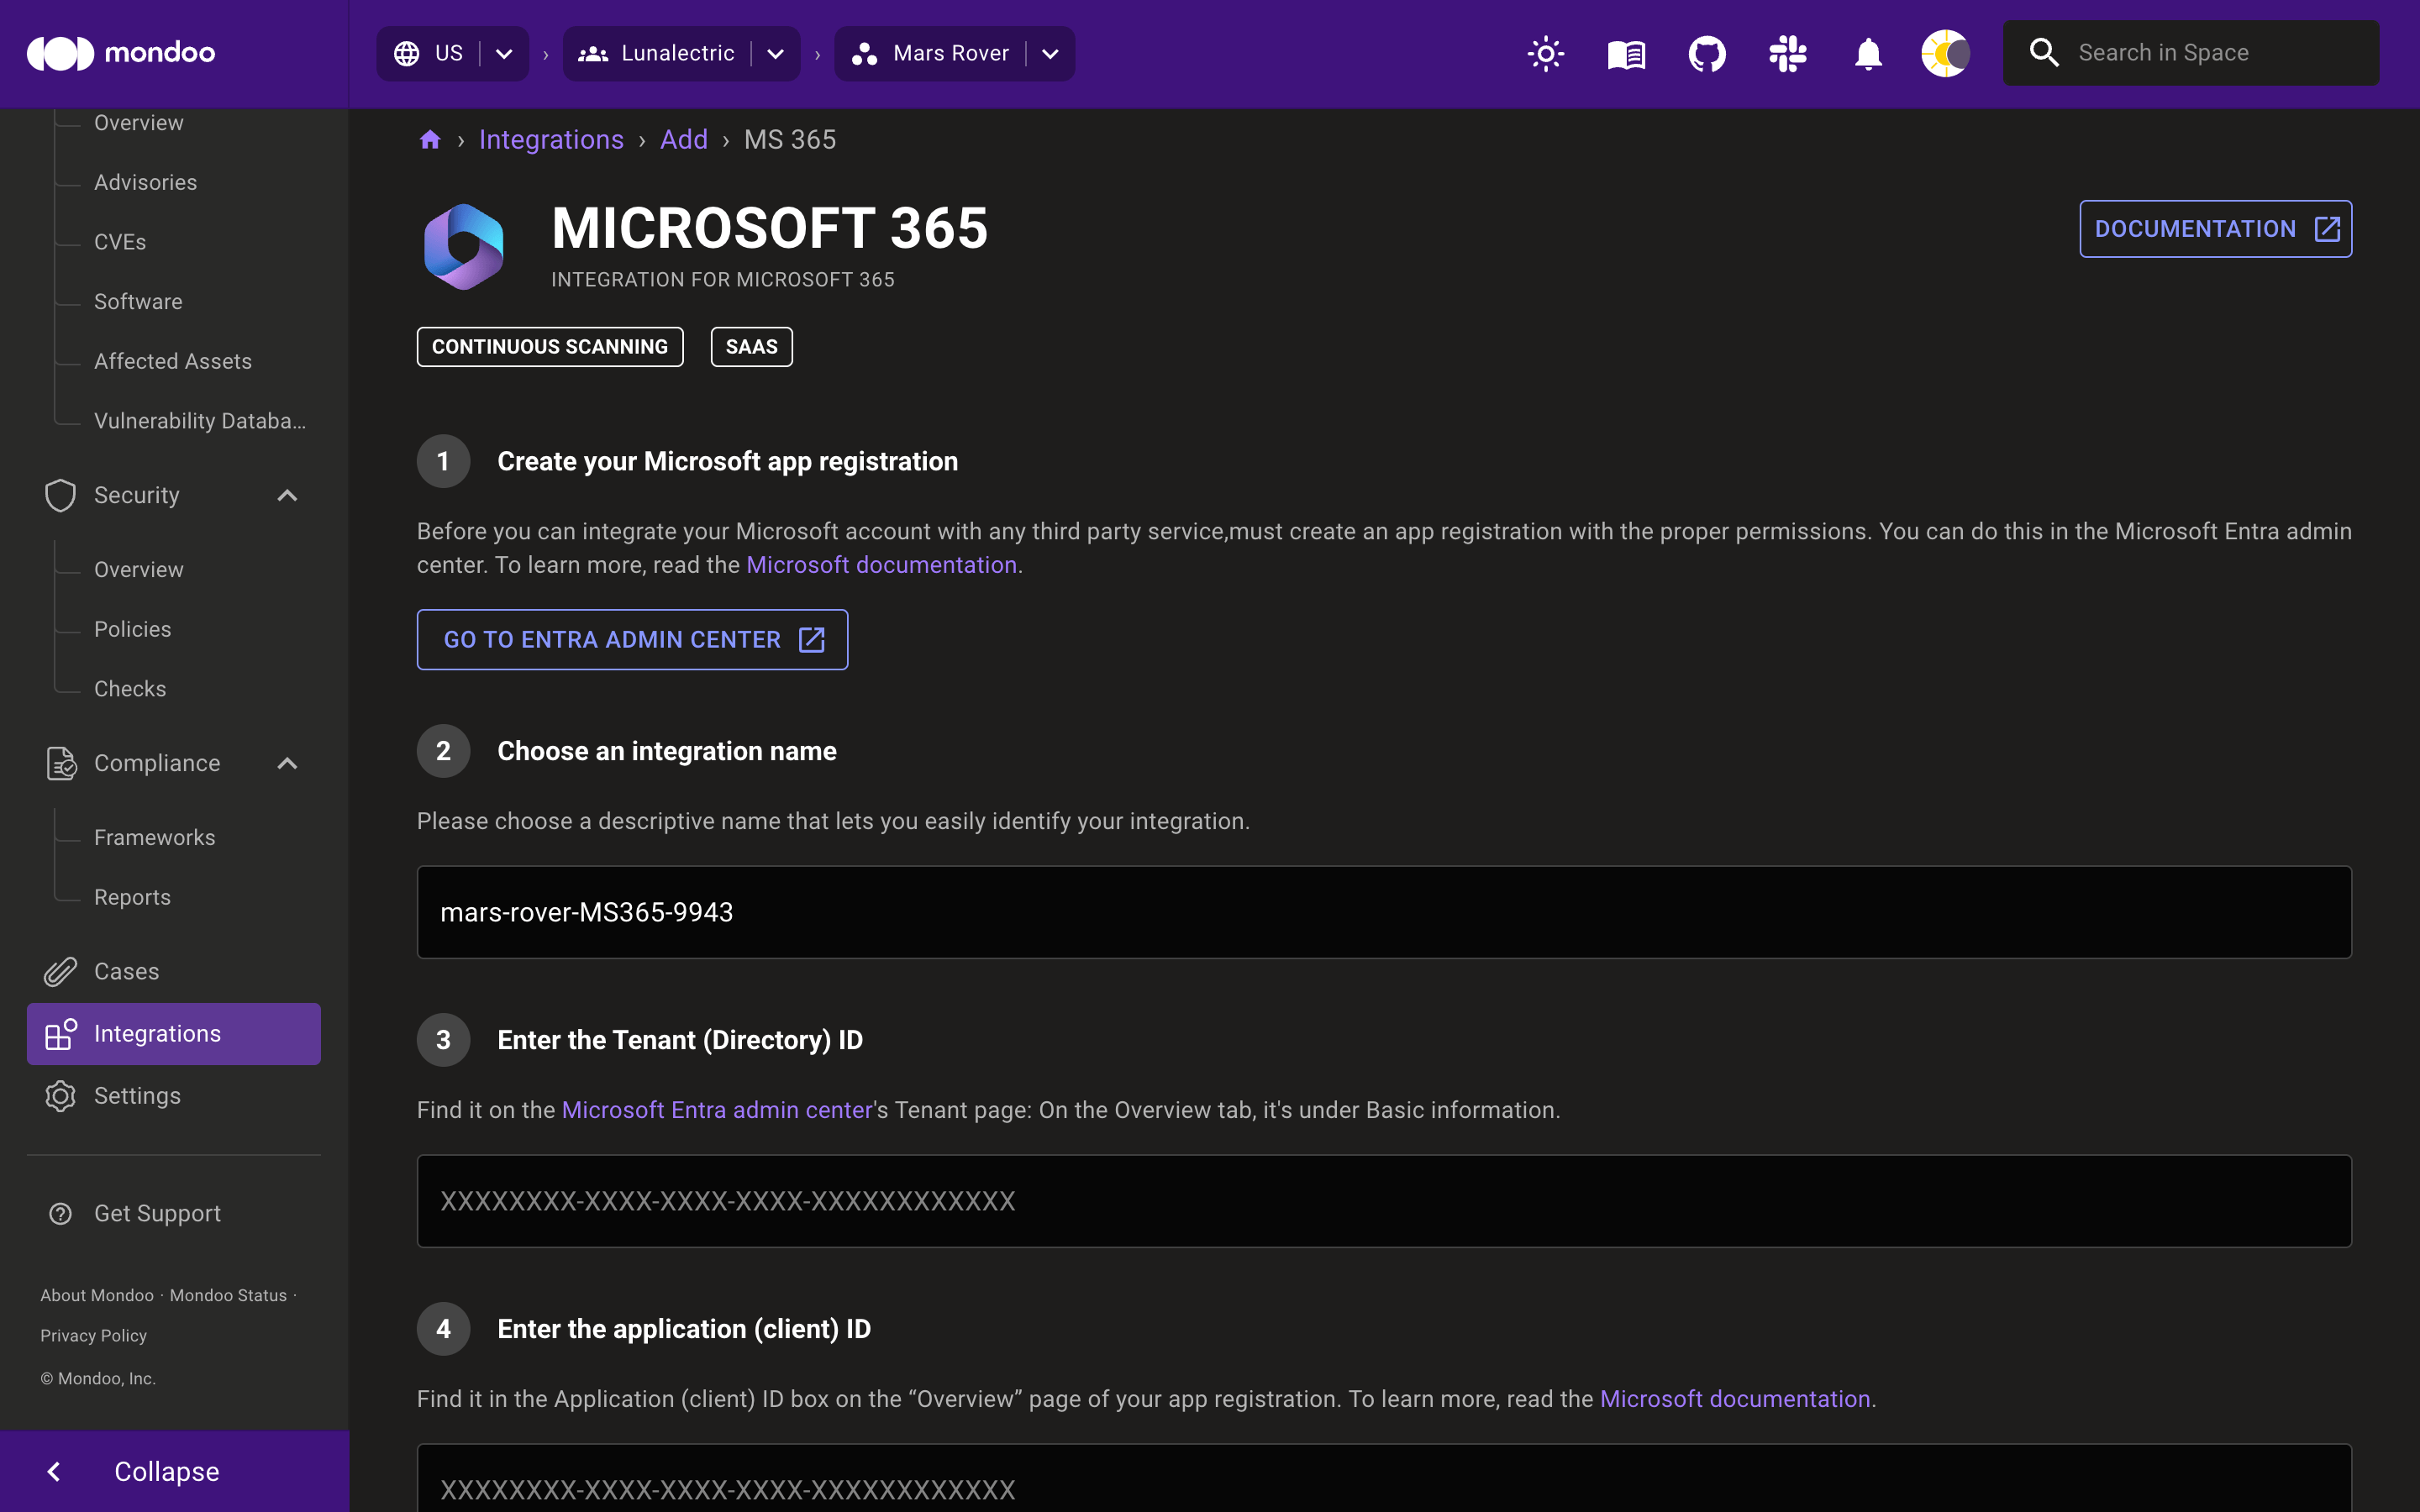 mondoo
US
Lunalectric
Mars Rover
Search in Space
Overview
Advisories
CVEs
Software
Affected Assets
Vulnerability Databa...
Security
Overview
Policies
Checks
Compliance
Frameworks
Reports
Cases
Integrations
Settings
Get Support
About Mondoo · Mondoo Status ·
Privacy Policy
© Mondoo, Inc.
Collapse
› Integrations › Add › MS 365
MICROSOFT 365
INTEGRATION FOR MICROSOFT 365
DOCUMENTATION
CONTINUOUS SCANNING
SAAS
1 Create your Microsoft app registration
Before you can integrate your Microsoft account with any third party service,must create an app registration with the proper permissions. You can do this in the Microsoft Entra admin
center. To learn more, read the Microsoft documentation.
GO TO ENTRA ADMIN CENTER
2 Choose an integration name
Please choose a descriptive name that lets you easily identify your integration.
mars-rover-MS365-9943
3 Enter the Tenant (Directory) ID
Find it on the Microsoft Entra admin center's Tenant page: On the Overview tab, it's under Basic information.
XXXXXXXX-XXXX-XXXX-XXXX-XXXXXXXXXXXX
4 Enter the application (client) ID
Find it in the Application (client) ID box on the “Overview” page of your app registration. To learn more, read the Microsoft documentation.
XXXXXXXX-XXXX-XXXX-XXXX-XXXXXXXXXXXX